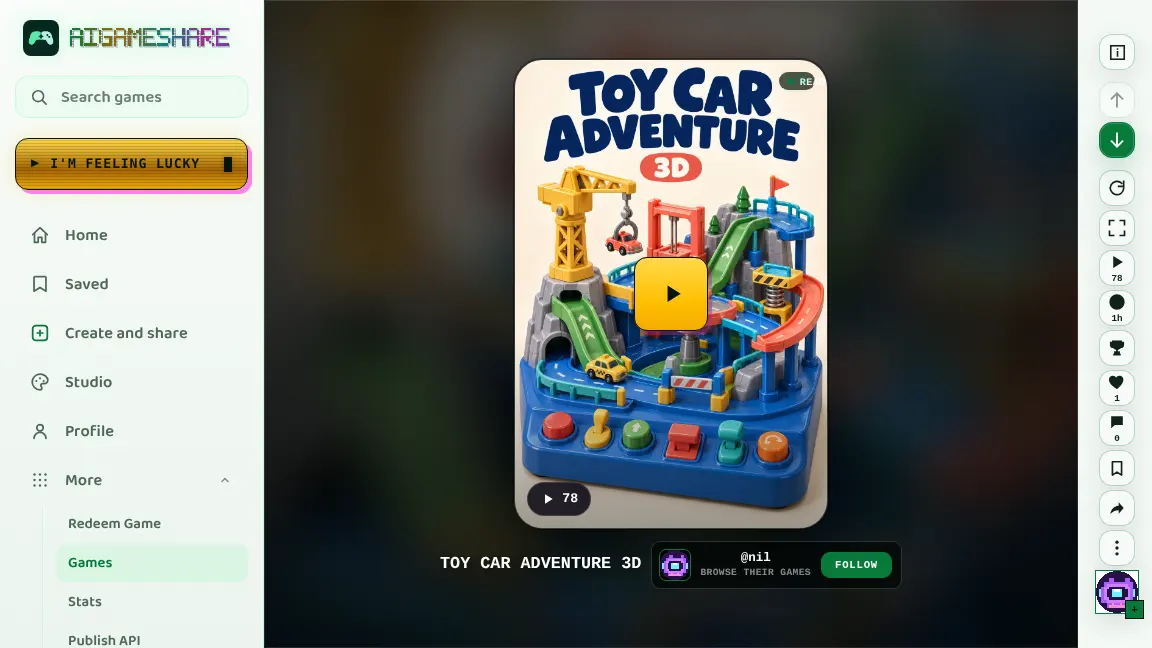 AIGAMESHARE
Search games
I'M FEELING LUCKY
Home
Saved
Create and share
Studio
Profile
More
Redeem Game
Games
Stats
Publish API
TOY CAR
ADVENTURE
3D
RE
78
TOY CAR ADVENTURE 3D
@nil
BROWSE THEIR GAMES
FOLLOW
78
1h
1
0